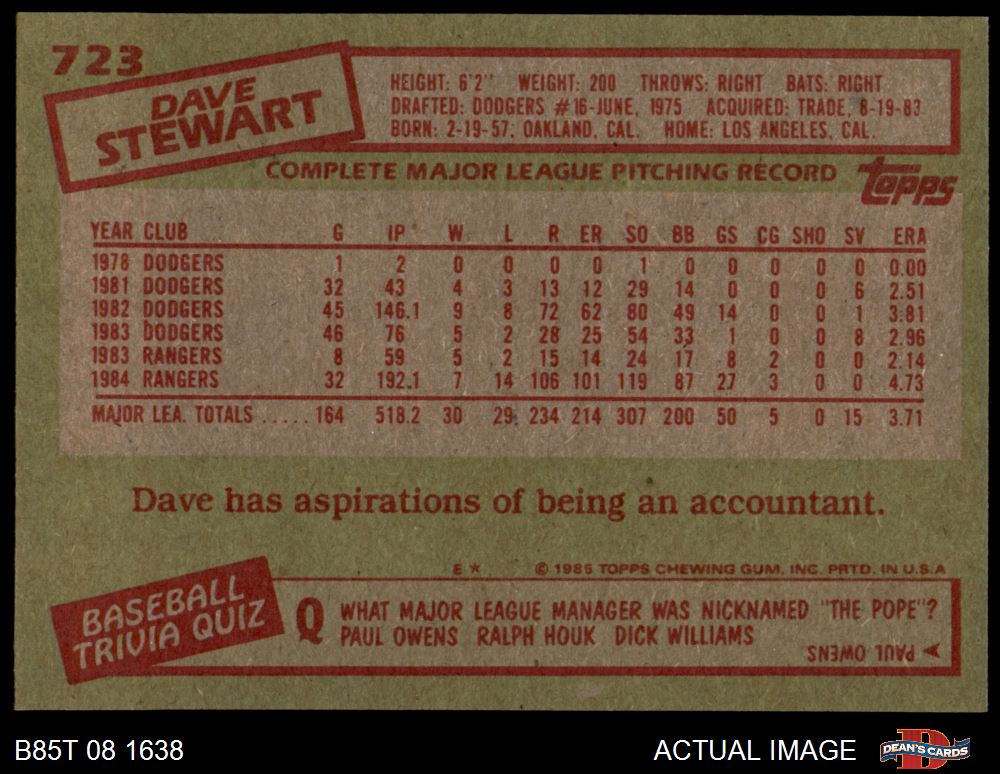 723
DAVE
STEWART
HEIGHT: 6'2" WEIGHT: 200 THROWS: RIGHT BATS: RIGHT
DRAFTED: DODGERS #16-JUNE, 1975 ACQUIRED: TRADE, 8-19-83
BORN: 2-19-57, OAKLAND, CAL. HOME: LOS ANGELES, CAL.
COMPLETE MAJOR LEAGUE PITCHING RECORD
topps
YEAR CLUB G IP W L R ER SO BB GS CG SHO SV ERA
1978 DODGERS 1 2 0 0 0 0 1 0 0 0 0 0 0.00
1981 DODGERS 32 43 4 3 13 12 29 14 0 0 0 6 2.51
1982 DODGERS 45 146.1 9 8 72 62 80 49 14 0 0 1 3.81
1983 DODGERS 46 76 5 2 28 25 54 33 1 0 0 8 2.96
1983 RANGERS 8 59 5 2 15 14 24 17 8 2 0 0 2.14
1984 RANGERS 32 192.1 7 14 106 101 119 87 27 3 0 0 4.73
MAJOR LEA. TOTALS ..... 164 518.2 30 29 234 214 307 200 50 5 0 15 3.71
Dave has aspirations of being an accountant.
E * © 1985 TOPPS CHEWING GUM, INC. PRTD. IN U.S.A
BASEBALL
TRIVIA QUIZ
Q WHAT MAJOR LEAGUE MANAGER WAS NICKNAMED "THE POPE"?
PAUL OWENS RALPH HOUK DICK WILLIAMS
A PAUL OWENS
B85T 08 1638
ACTUAL IMAGE
DEAN'S CARDS